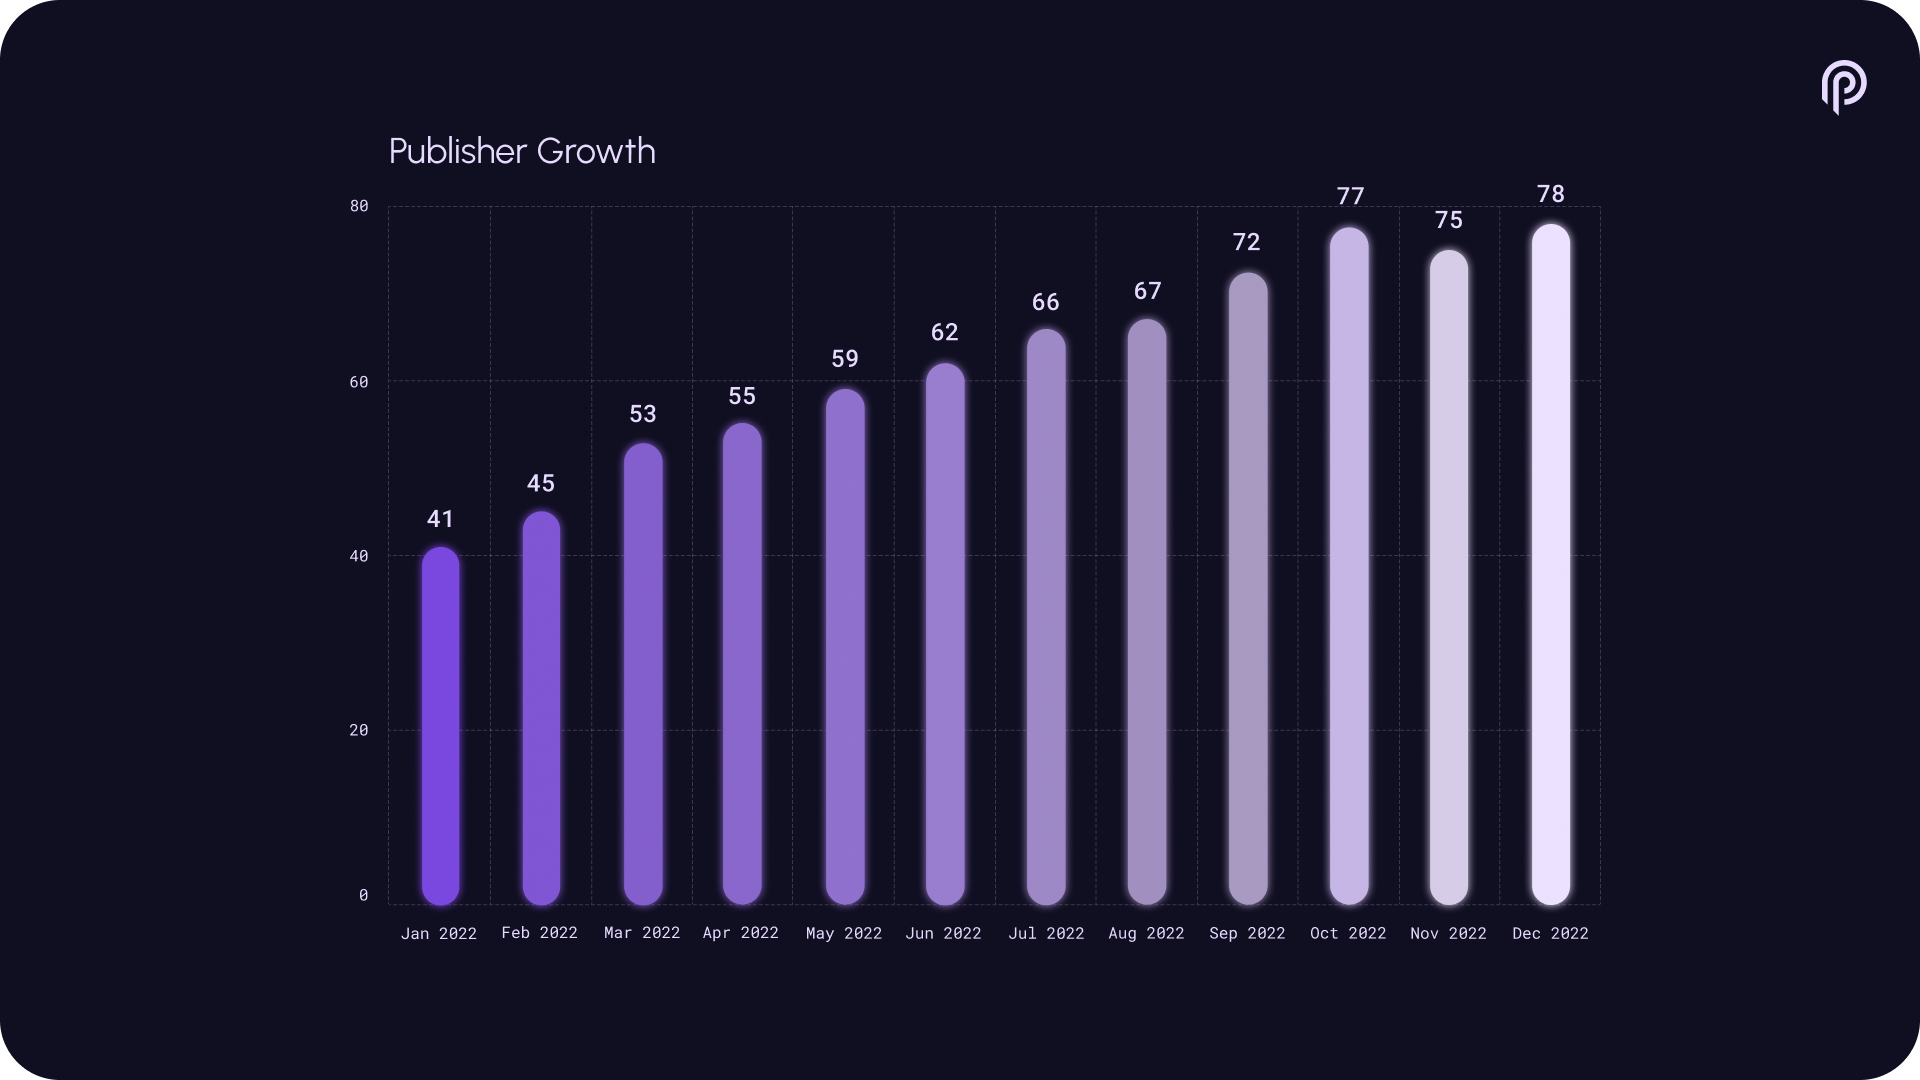 Publisher Growth
80
60
40
20
0
41
45
53
55
59
62
66
67
72
77
75
78
Jan 2022
Feb 2022
Mar 2022
Apr 2022
May 2022
Jun 2022
Jul 2022
Aug 2022
Sep 2022
Oct 2022
Nov 2022
Dec 2022